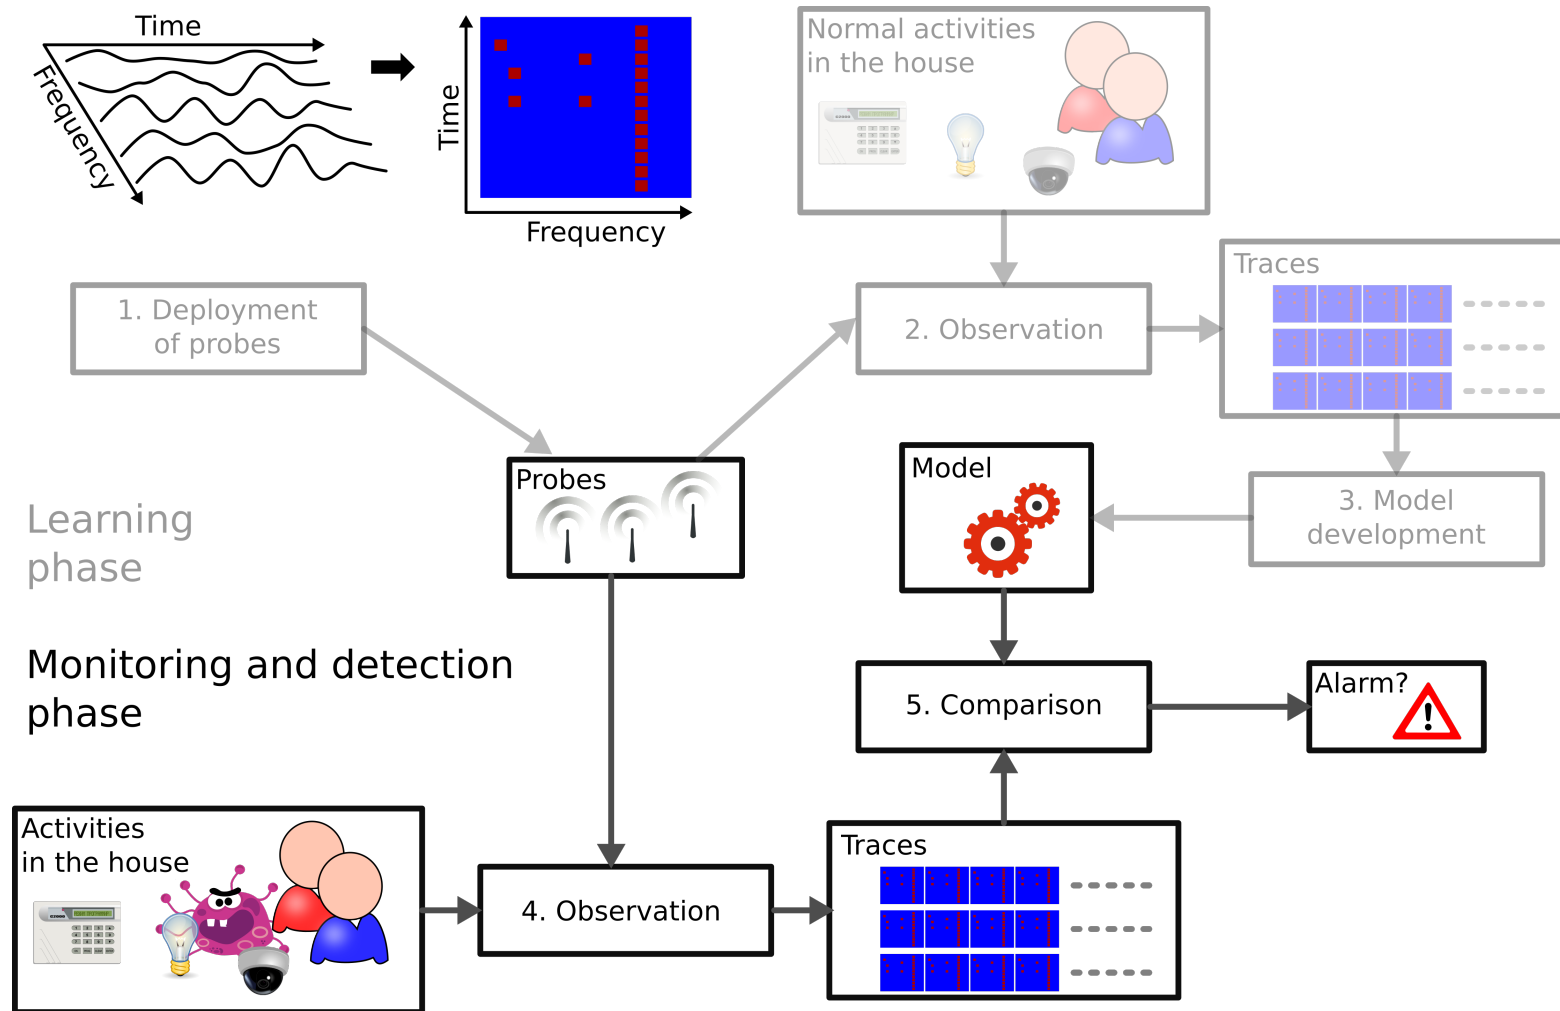 Time
Frequency
Time
Frequency
Normal activities
in the house
1. Deployment
of probes
2. Observation
Traces
Probes
Model
3. Model
development
Learning
phase
Monitoring and detection
phase
5. Comparison
Alarm?
Activities
in the house
4. Observation
Traces